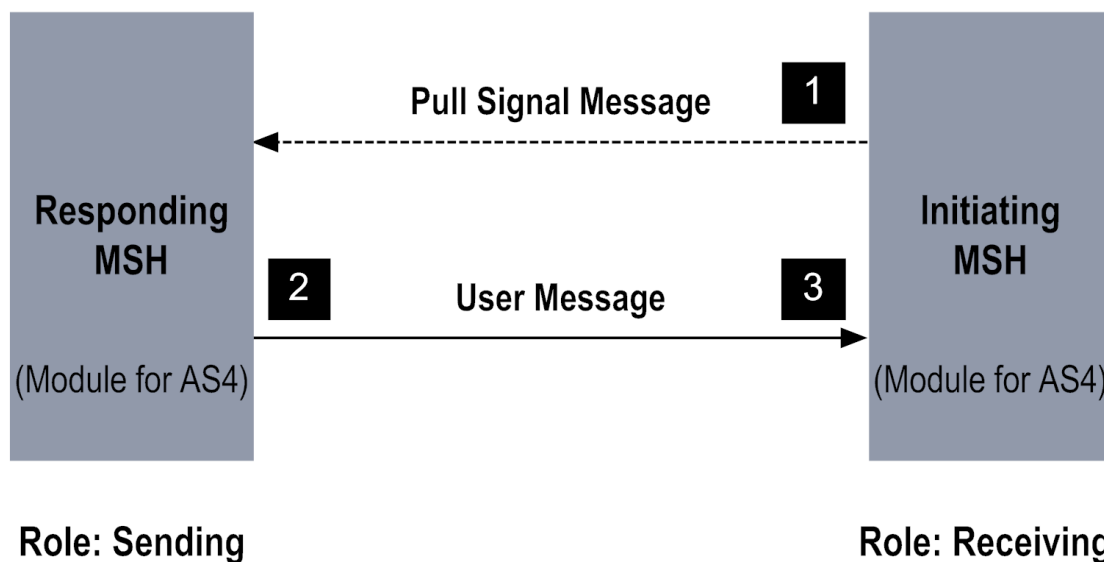 Pull Signal Message
1
Responding
MSH
Initiating
MSH
2
User Message
3
(Module for AS4)
(Module for AS4)
Role: Sending
Role: Receiving